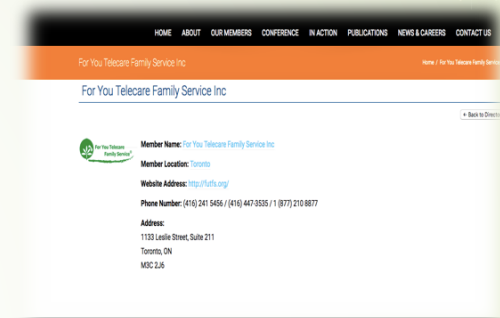 HOME ABOUT OUR MEMBERS CONFERENCE IN ACTION PUBLICATIONS NEWS & CAREERS CONTACT US
For You Telecare Family Service Inc
Home / For You Telecare Family Service
For You Telecare Family Service Inc
← Back to Director
For You Telecare
Family Service
Member Name: For You Telecare Family Service Inc
Member Location: Toronto
Website Address: http://futfs.org/
Phone Number: (416) 241 5456 / (416) 447-3535 / 1 (877) 210 8877
Address:
1133 Leslie Street, Suite 211
Toronto, ON
M3C 2J6